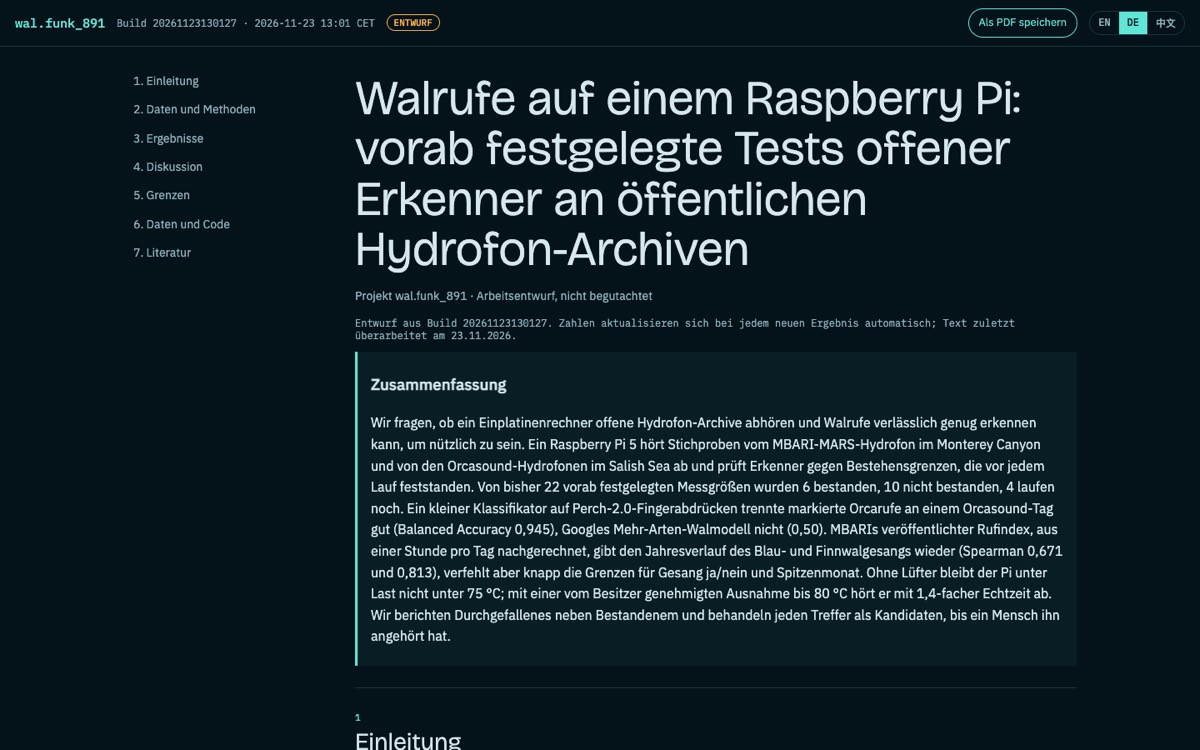 wal.funk_891 Build 20261123130127 · 2026-11-23 13:01 CET ENTWURF Als PDF speichern EN DE 中文
1. Einleitung
2. Daten und Methoden
3. Ergebnisse
4. Diskussion
5. Grenzen
6. Daten und Code
7. Literatur
Walrufe auf einem Raspberry Pi:
vorab festgelegte Tests offener
Erkenner an öffentlichen
Hydrofon-Archiven
Projekt wal.funk_891 · Arbeitsentwurf, nicht begutachtet
Entwurf aus Build 20261123130127. Zahlen aktualisieren sich bei jedem neuen Ergebnis automatisch; Text zuletzt
überarbeitet am 23.11.2026.
Zusammenfassung
Wir fragen, ob ein Einplatinenrechner offene Hydrofon-Archive abhören und Walrufe verlässlich genug erkennen
kann, um nützlich zu sein. Ein Raspberry Pi 5 hört Stichproben vom MBARI-MARS-Hydrofon im Monterey Canyon
und von den Orcasound-Hydrofonen im Salish Sea ab und prüft Erkenner gegen Bestehensgrenzen, die vor jedem
Lauf feststanden. Von bisher 22 vorab festgelegten Messgrößen wurden 6 bestanden, 10 nicht bestanden, 4 laufen
noch. Ein kleiner Klassifikator auf Perch-2.0-Fingerabdrücken trennte markierte Orcarufe an einem Orcasound-Tag
gut (Balanced Accuracy 0,945), Googles Mehr-Arten-Walmodell nicht (0,50). MBARIs veröffentlichter Rufindex, aus
einer Stunde pro Tag nachgerechnet, gibt den Jahresverlauf des Blau- und Finnwalgesangs wieder (Spearman 0,671
und 0,813), verfehlt aber knapp die Grenzen für Gesang ja/nein und Spitzenmonat. Ohne Lüfter bleibt der Pi unter
Last nicht unter 75 °C; mit einer vom Besitzer genehmigten Ausnahme bis 80 °C hört er mit 1,4-facher Echtzeit ab.
Wir berichten Durchgefallenes neben Bestandenem und behandeln jeden Treffer als Kandidaten, bis ein Mensch ihn
angehört hat.
1
Einleitung